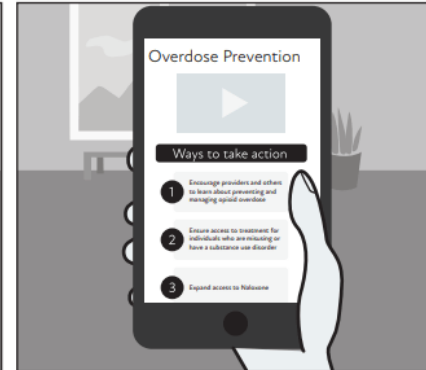 Overdose Prevention
Ways to take action
1
Encourage providers and others
to learn about preventing and
managing opioid overdose
2
Ensure access to treatment for
individuals who are misusing or
have a substance use disorder
3
Expand access to Naloxone